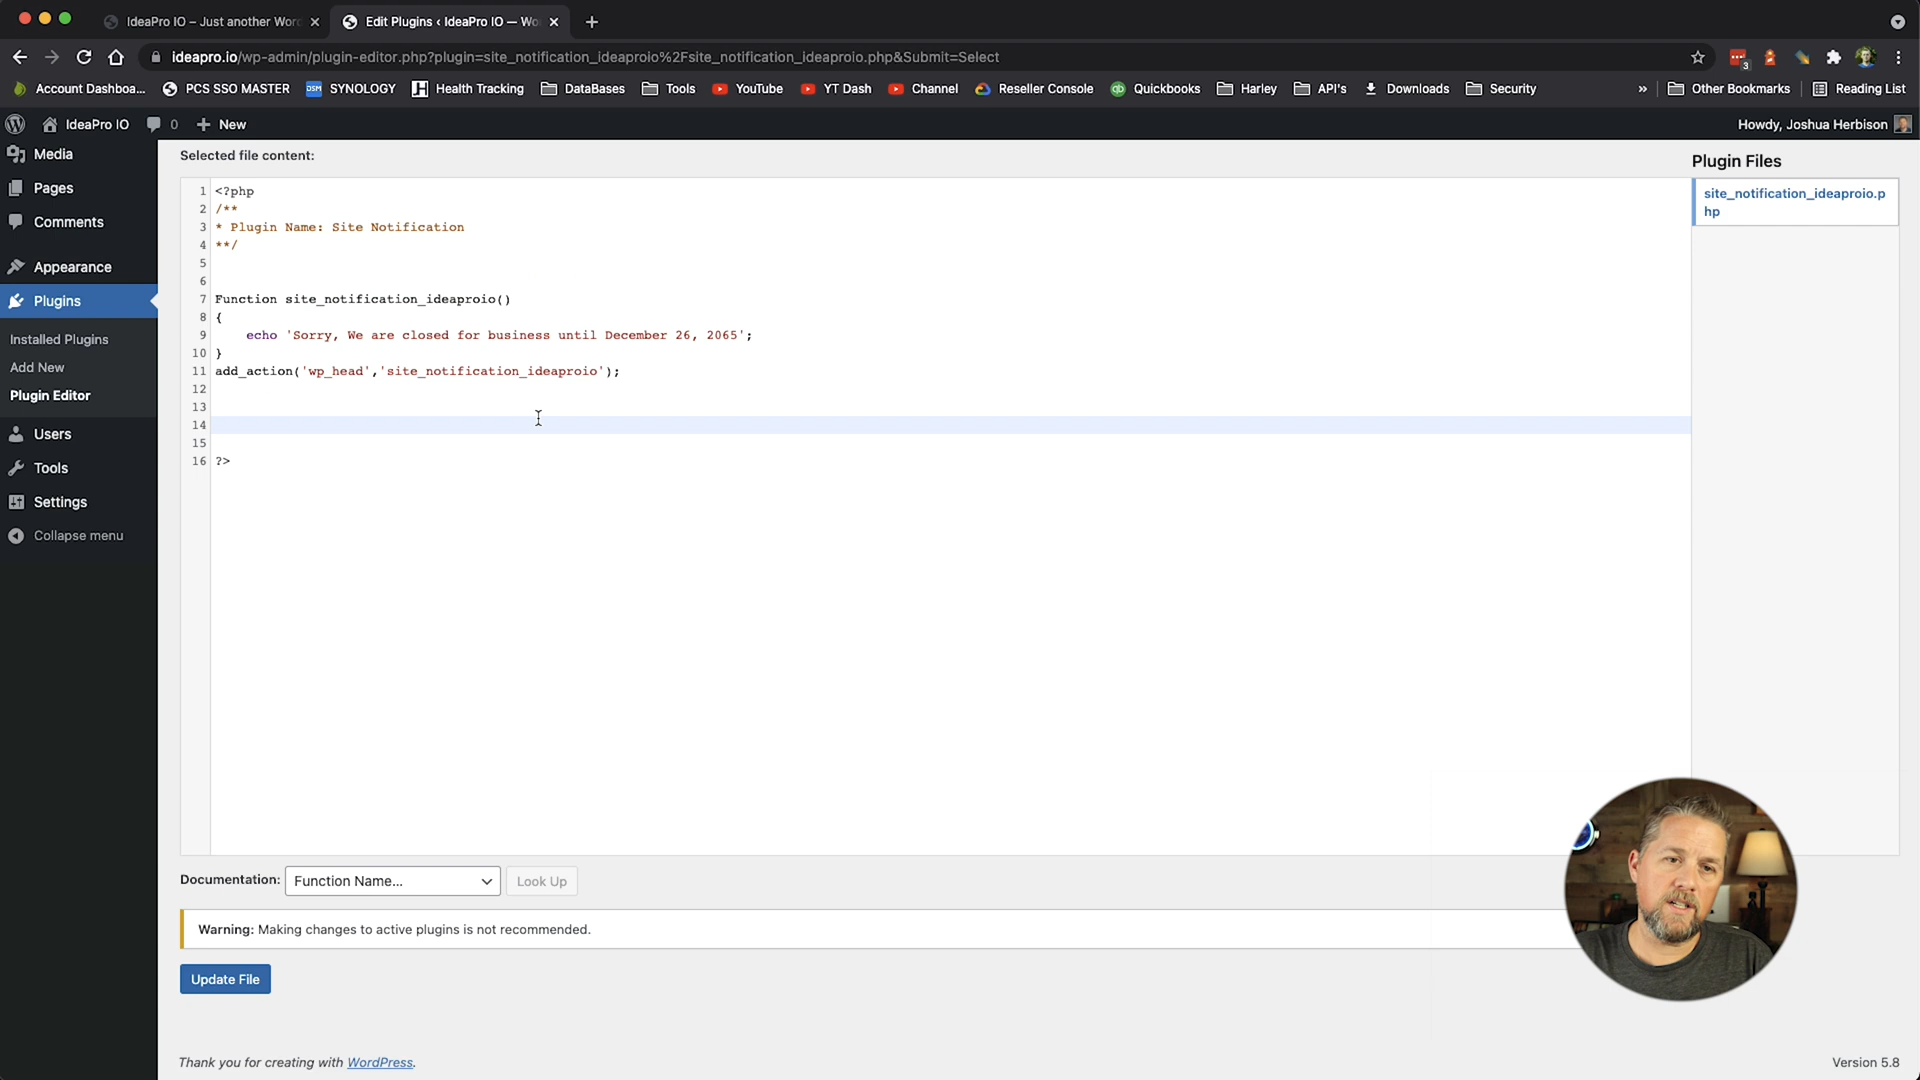 IdeaPro IO – Just another Wor
Edit Plugins ‹ IdeaPro IO — Wo
ideapro.io/wp-admin/plugin-editor.php?plugin=site_notification_ideaproio%2Fsite_notification_ideaproio.php&Submit=Select
3
Account Dashboa...
PCS SSO MASTER
DSM
SYNOLOGY
Health Tracking
DataBases
Tools
YouTube
YT Dash
Channel
Reseller Console
Quickbooks
Harley
API's
Downloads
Security
»
Other Bookmarks
Reading List
IdeaPro IO
0
New
Howdy, Joshua Herbison
Media
Pages
Comments
Appearance
Plugins
Installed Plugins
Add New
Plugin Editor
Users
Tools
Settings
Collapse menu
Selected file content:
1 <?php
2 /**
3 * Plugin Name: Site Notification
4 **/
5
6
7 Function site_notification_ideaproio()
8 {
9 echo 'Sorry, We are closed for business until December 26, 2065';
10 }
11 add_action('wp_head','site_notification_ideaproio');
12
13
14
15
16 ?>
Plugin Files
site_notification_ideaproio.p
hp
Documentation:
Function Name...
Look Up
Warning: Making changes to active plugins is not recommended.
Update File
Thank you for creating with WordPress.
Version 5.8